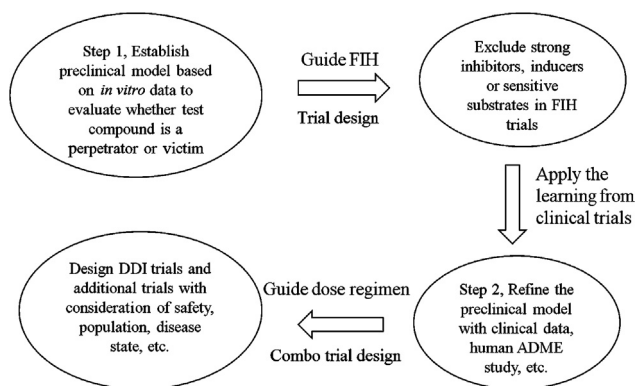 Step 1, Establish
preclinical model based
on in vitro data to
evaluate whether test
compound is a
perpetrator or victim
Guide FIH
Trial design
Exclude strong
inhibitors, inducers
or sensitive
substrates in FIH
trials
Apply the
learning from
clinical trials
Step 2, Refine the
preclinical model
with clinical data,
human ADME
study, etc.
Guide dose regimen
Combo trial design
Design DDI trials and
additional trials with
consideration of safety,
population, disease
state, etc.